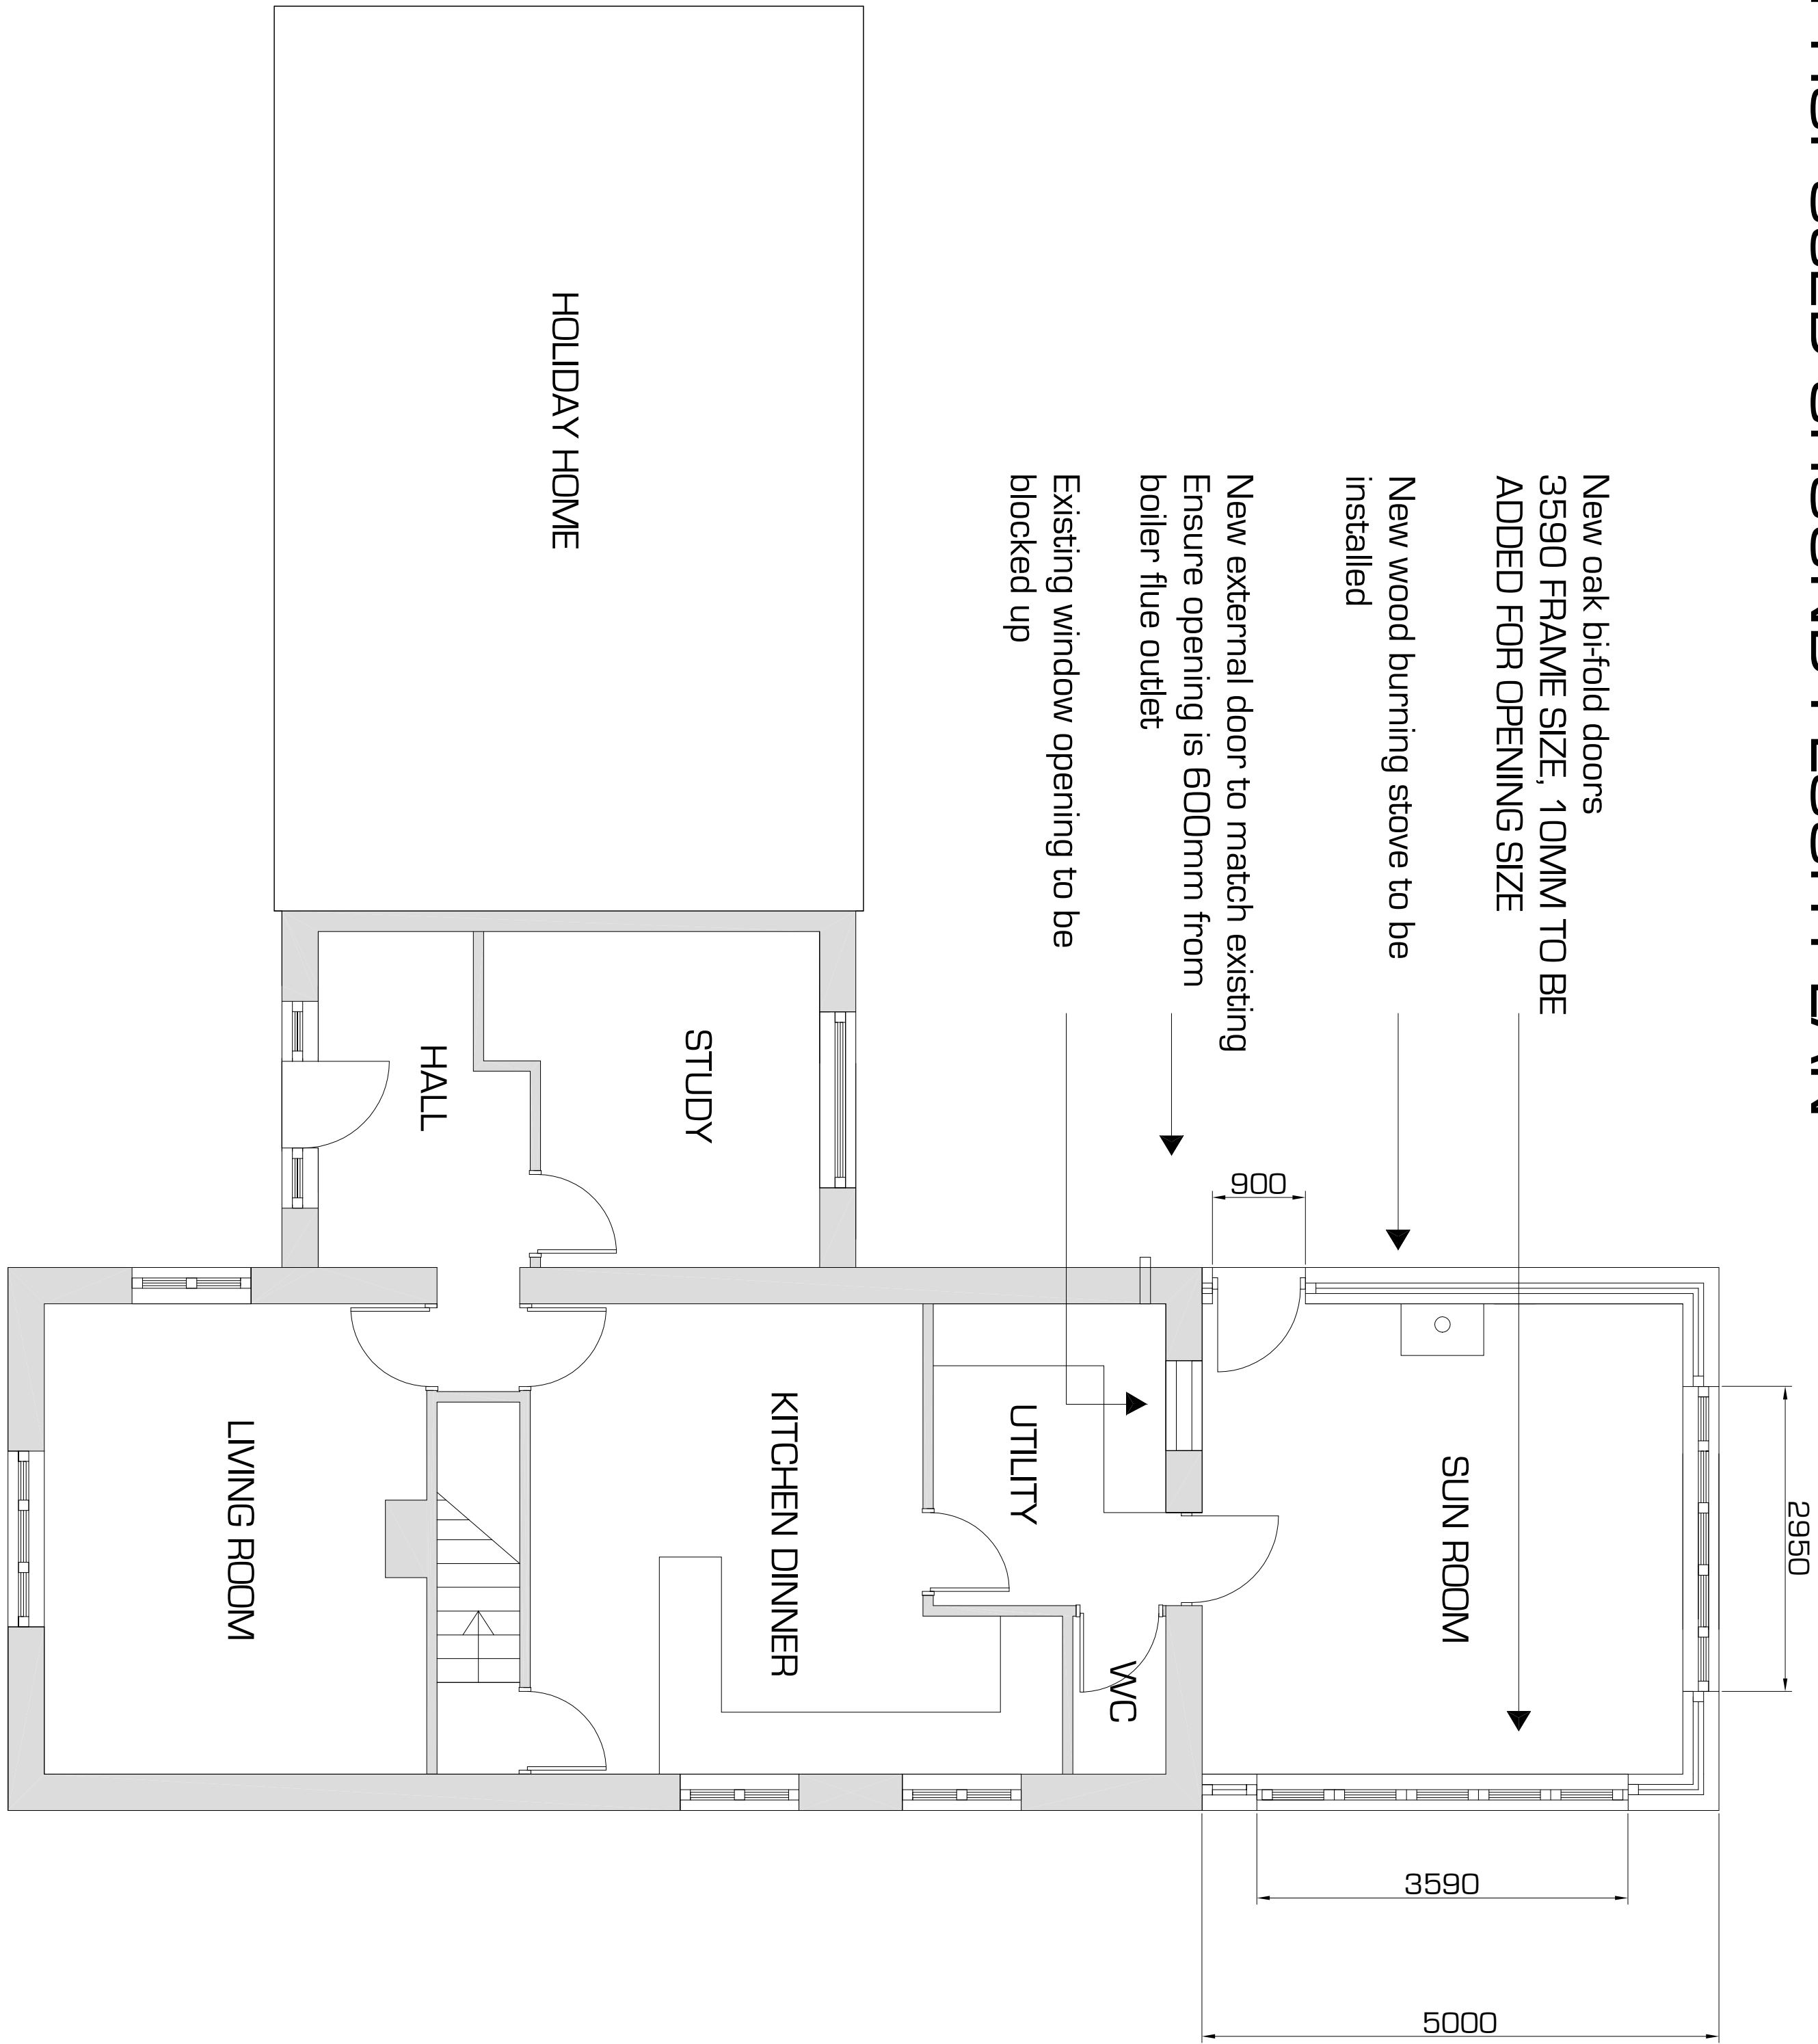 2950
New oak bi-fold doors
3590 FRAME SIZE, 10MM TO BE
ADDED FOR OPENING SIZE
New wood burning stove to be
installed
New external door to match existing
Ensure opening is 600mm from
boiler flue outlet
Existing window opening to be
blocked up
900
SUN ROOM
3590
5000
WC
UTILITY
KITCHEN DINNER
STUDY
HOLIDAY HOME
HALL
LIVING ROOM